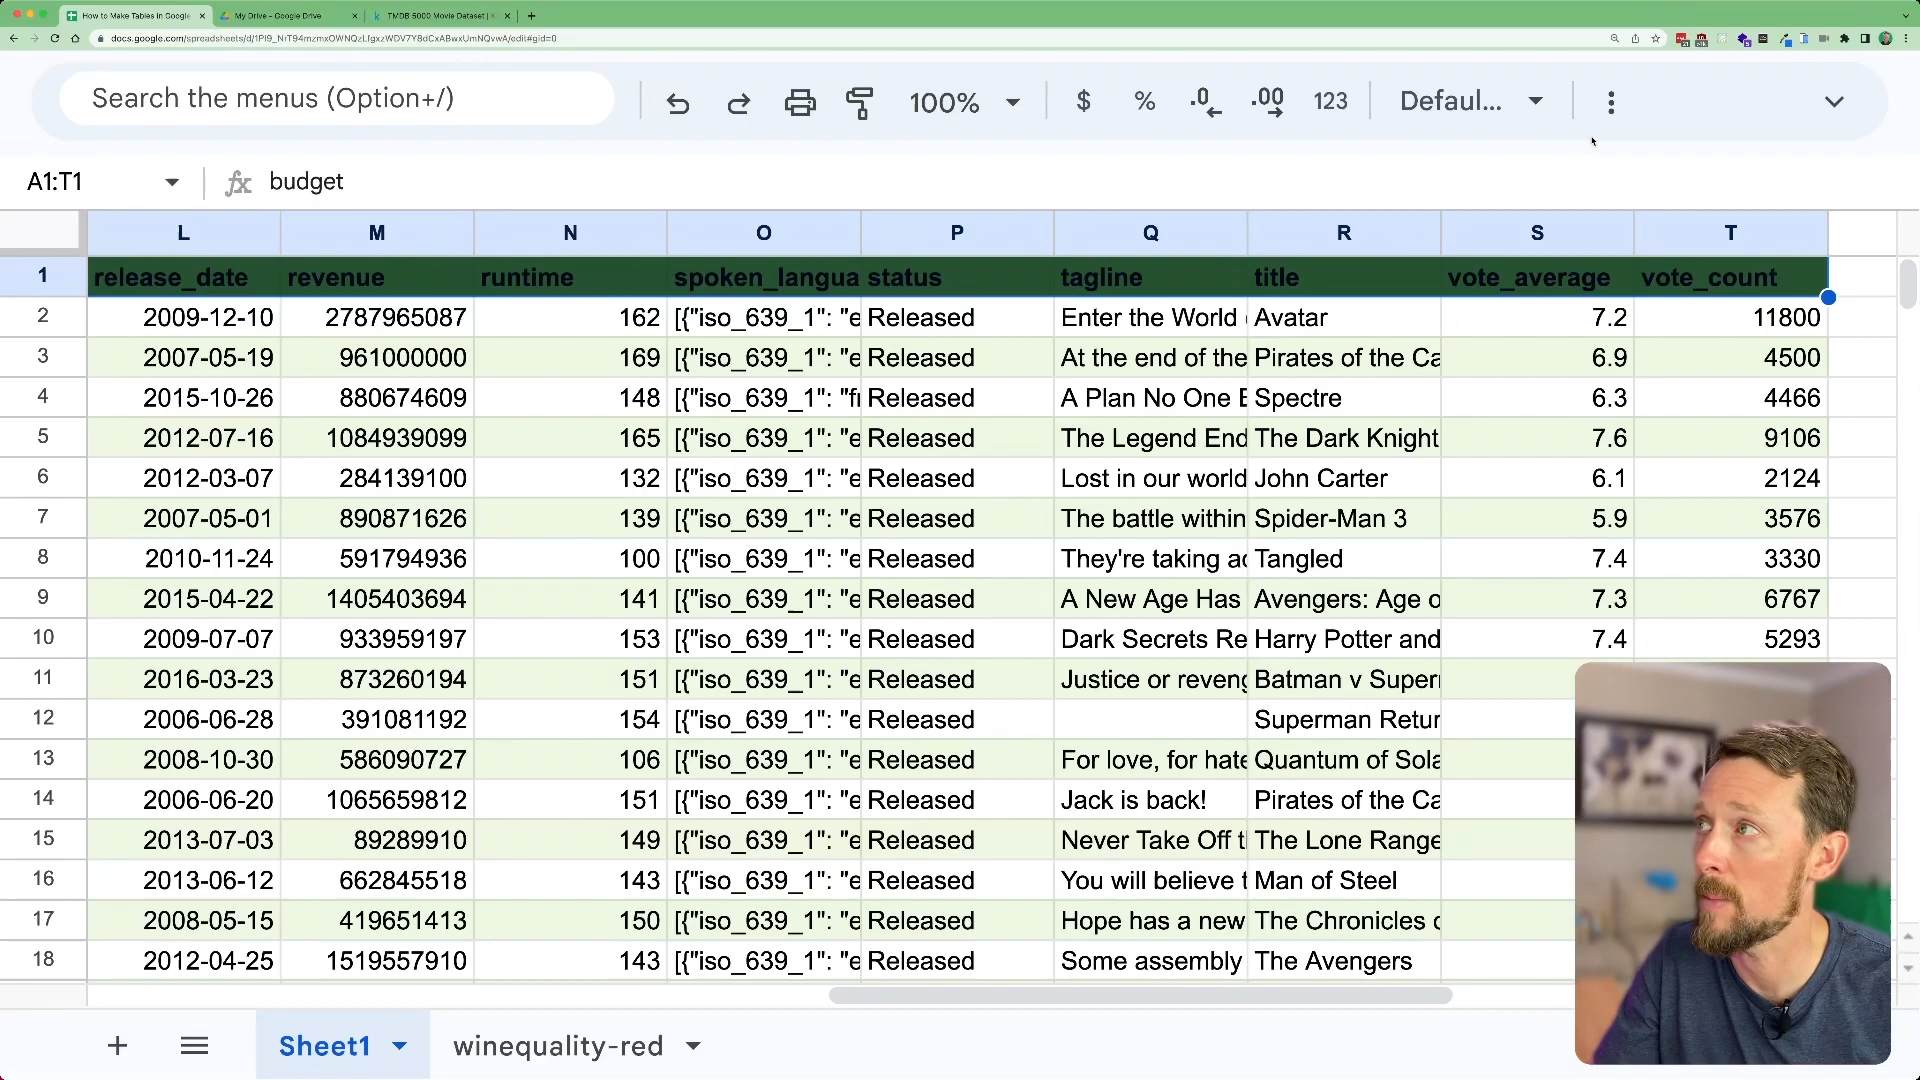 How to Make Tables in Google
My Drive – Google Drive
TMDB 5000 Movie Dataset |
Search the menus (Option+/)
100%
$ % .0 .00 123
Defaul...
A1:T1
fx budget
L M N O P Q R S T
1 release_date revenue runtime spoken_langua status tagline title vote_average vote_count
2 2009-12-10 2787965087 162 [{"iso_639_1": "e Released Enter the World Avatar 7.2 11800
3 2007-05-19 961000000 169 [{"iso_639_1": "e Released At the end of the Pirates of the Ca 6.9 4500
4 2015-10-26 880674609 148 [{"iso_639_1": "fr Released A Plan No One E Spectre 6.3 4466
5 2012-07-16 1084939099 165 [{"iso_639_1": "e Released The Legend End The Dark Knight 7.6 9106
6 2012-03-07 284139100 132 [{"iso_639_1": "e Released Lost in our world John Carter 6.1 2124
7 2007-05-01 890871626 139 [{"iso_639_1": "e Released The battle within Spider-Man 3 5.9 3576
8 2010-11-24 591794936 100 [{"iso_639_1": "e Released They're taking ad Tangled 7.4 3330
9 2015-04-22 1405403694 141 [{"iso_639_1": "e Released A New Age Has Avengers: Age o 7.3 6767
10 2009-07-07 933959197 153 [{"iso_639_1": "e Released Dark Secrets Re Harry Potter and 7.4 5293
11 2016-03-23 873260194 151 [{"iso_639_1": "e Released Justice or reveng Batman v Super
12 2006-06-28 391081192 154 [{"iso_639_1": "e Released Superman Retur
13 2008-10-30 586090727 106 [{"iso_639_1": "e Released For love, for hate Quantum of Sola
14 2006-06-20 1065659812 151 [{"iso_639_1": "e Released Jack is back! Pirates of the Ca
15 2013-07-03 89289910 149 [{"iso_639_1": "e Released Never Take Off t The Lone Range
16 2013-06-12 662845518 143 [{"iso_639_1": "e Released You will believe t Man of Steel
17 2008-05-15 419651413 150 [{"iso_639_1": "e Released Hope has a new The Chronicles o
18 2012-04-25 1519557910 143 [{"iso_639_1": "e Released Some assembly The Avengers
Sheet1 winequality-red